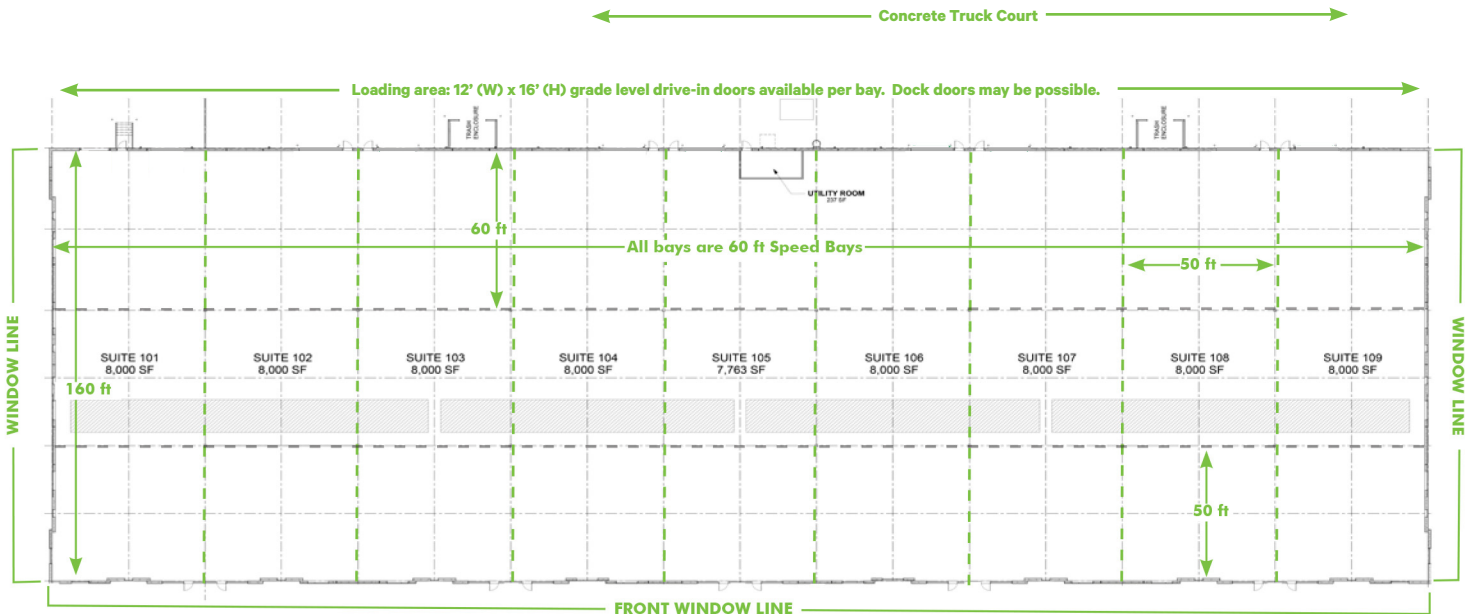 Concrete Truck Court
Loading area: 12’ (W) x 16’ (H) grade level drive-in doors available per bay. Dock doors may be possible.
TRASH
ENCLOSURE
TRASH
ENCLOSURE
UTILITY ROOM
237 SF
60 ft
All bays are 60 ft Speed Bays
50 ft
WINDOW LINE
WINDOW LINE
SUITE 101
8,000 SF
SUITE 102
8,000 SF
SUITE 103
8,000 SF
SUITE 104
8,000 SF
SUITE 105
7,763 SF
SUITE 106
8,000 SF
SUITE 107
8,000 SF
SUITE 108
8,000 SF
SUITE 109
8,000 SF
160 ft
50 ft
FRONT WINDOW LINE